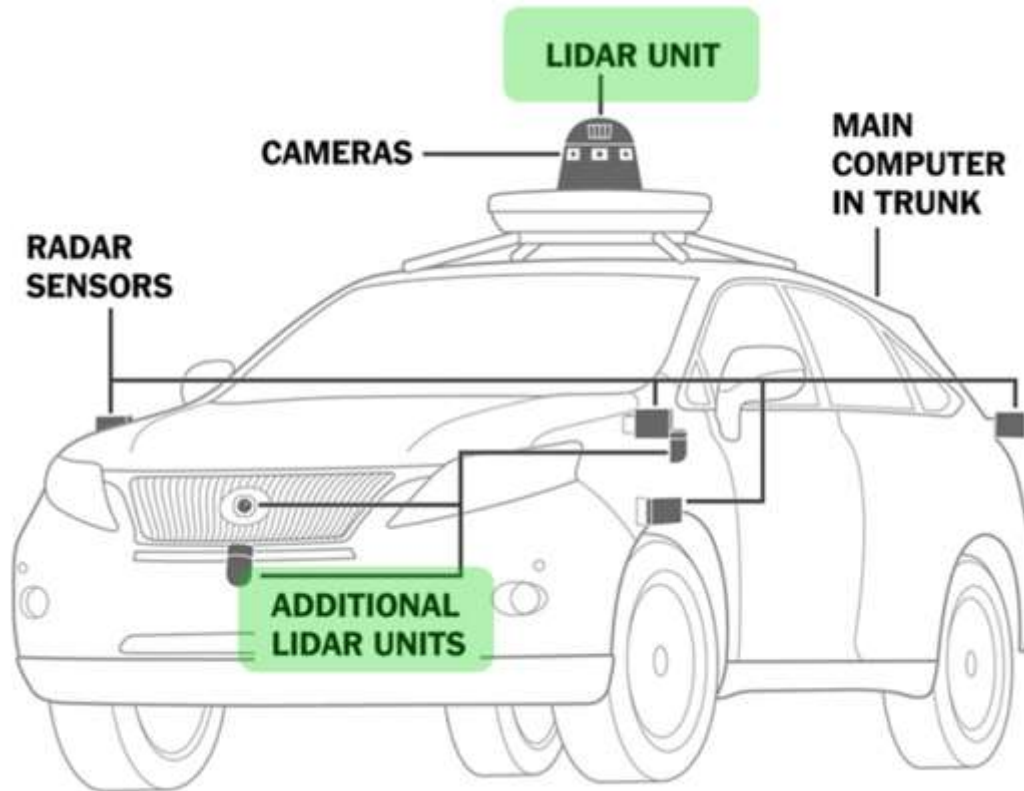 LIDAR UNIT
CAMERAS
MAIN
COMPUTER
IN TRUNK
RADAR
SENSORS
ADDITIONAL
LIDAR UNITS